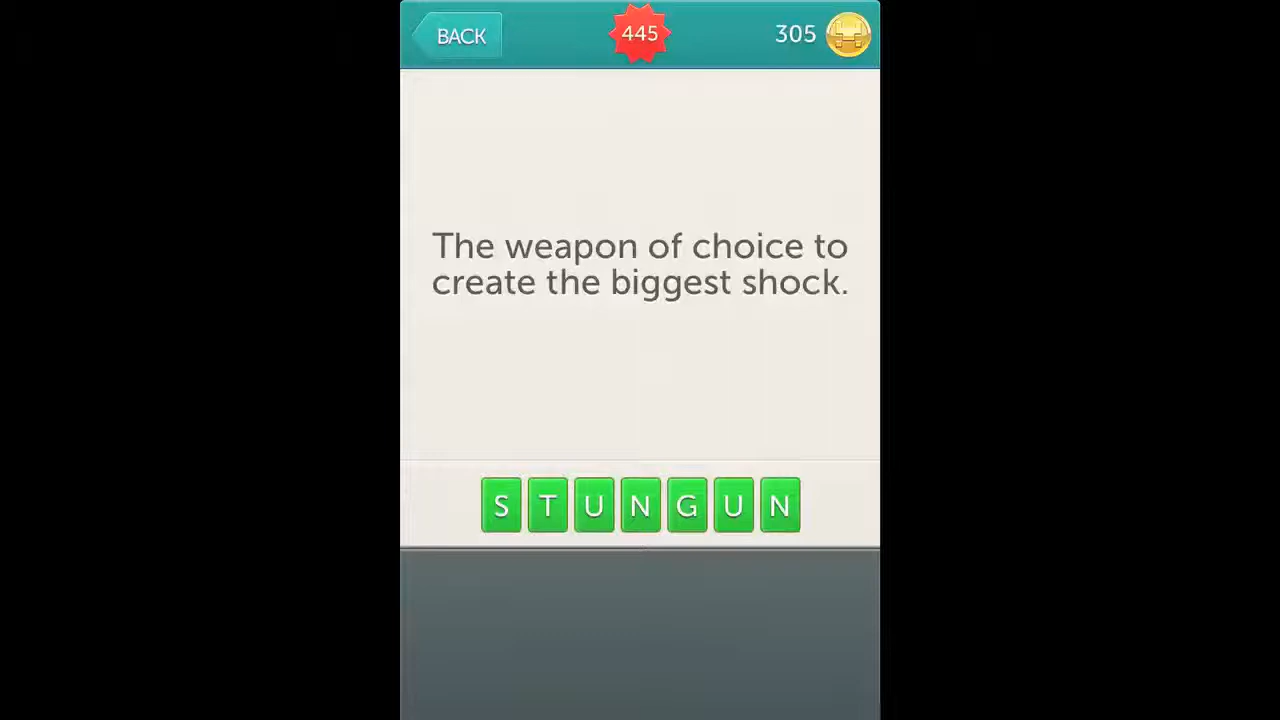 BACK
445
305
The weapon of choice to
create the biggest shock.
STUNGUN